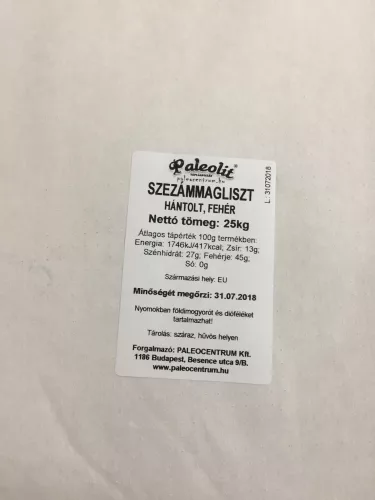 Paleolit®
paleocentrum.hu
SZEZÁMMAGLISZT
HÁNTOLT, FEHÉR
Nettó tömeg: 25kg
Átlagos tápérték 100g termékben:
Energia: 1746kJ/417kcal; Zsír: 13g;
Szénhidrát: 27g; Fehérje: 45g;
Só: 0g
Származási hely: EU
Minőségét megőrzi: 31.07.2018
Nyomokban földimogyorót és dióféléket
tartalmazhat!
Tárolás: száraz, hűvös helyen
Forgalmazó: PALEOCENTRUM Kft.
1186 Budapest, Besence utca 9/B.
www.paleocentrum.hu
L.: 31072018